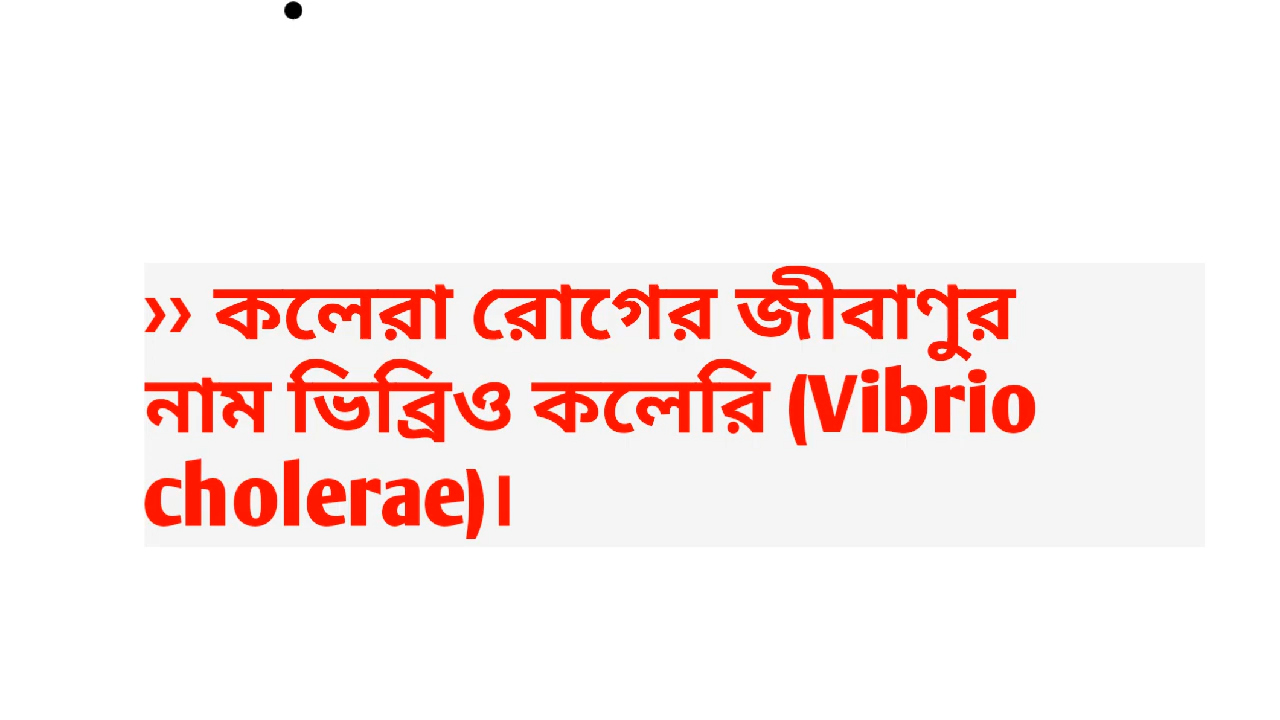 ›› কলেরা রোগের জীবাণুর
নাম ভিব্রিও কলেরি (Vibrio
cholerae)।